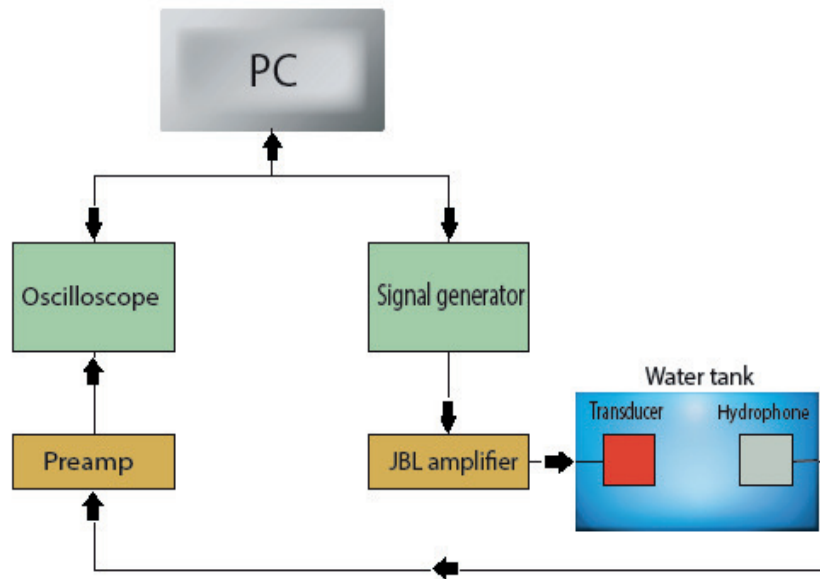 PC
Oscilloscope
Signal generator
Water tank
Transducer
Hydrophone
Preamp
JBL amplifier